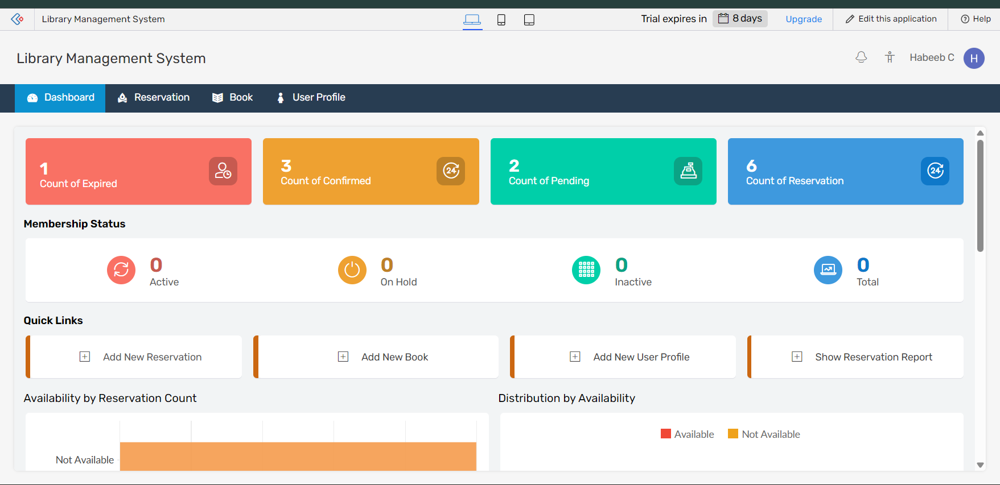 Library Management System
Trial expires in 8 days Upgrade Edit this application Help
Library Management System
Habeeb C H
Dashboard Reservation Book User Profile
1
Count of Expired
3
Count of Confirmed
24
2
Count of Pending
6
Count of Reservation
24
Membership Status
0
Active
0
On Hold
0
Inactive
0
Total
Quick Links
Add New Reservation
Add New Book
Add New User Profile
Show Reservation Report
Availability by Reservation Count
Distribution by Availability
Available Not Available
Not Available